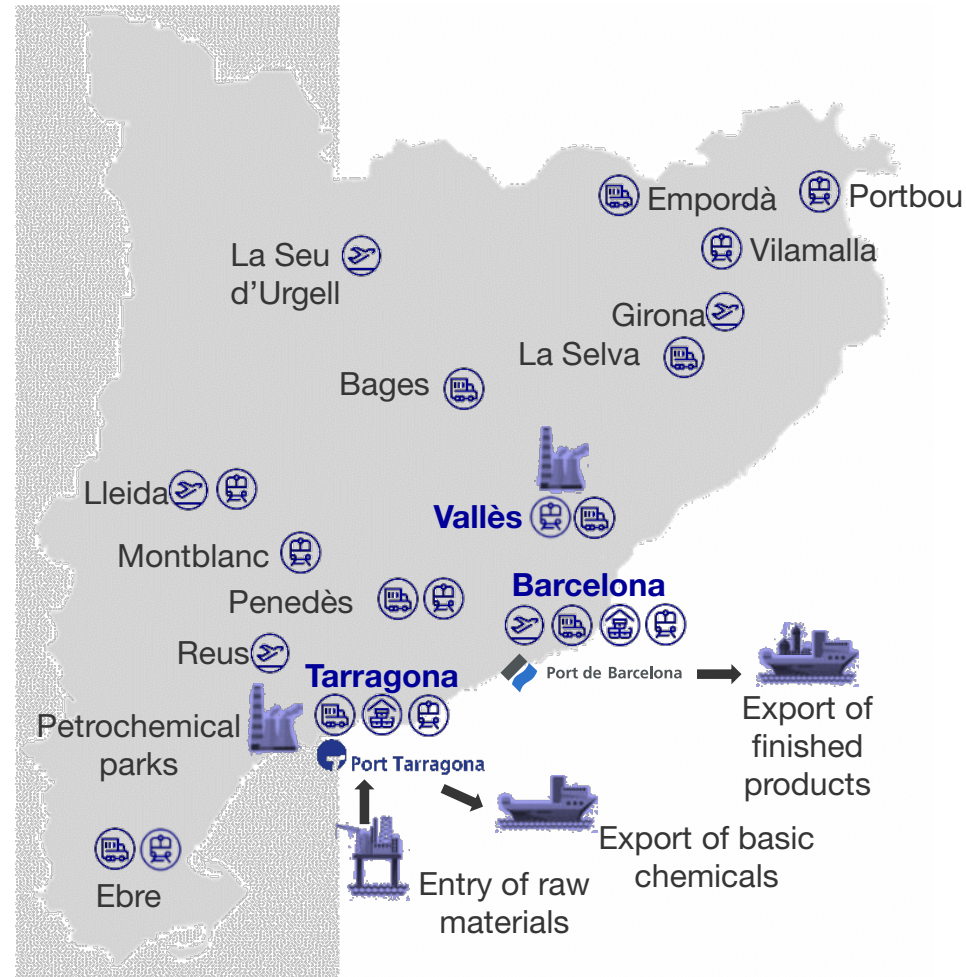 Empordà
Portbou
La Seu
d’Urgell
Vilamalla
Girona
La Selva
Bages
Lleida
Vallès
Montblanc
Barcelona
Penedès
Reus
Tarragona
Port de Barcelona
Petrochemical
parks
Export of
finished
products
Port Tarragona
Export of basic
chemicals
Entry of raw
materials
Ebre